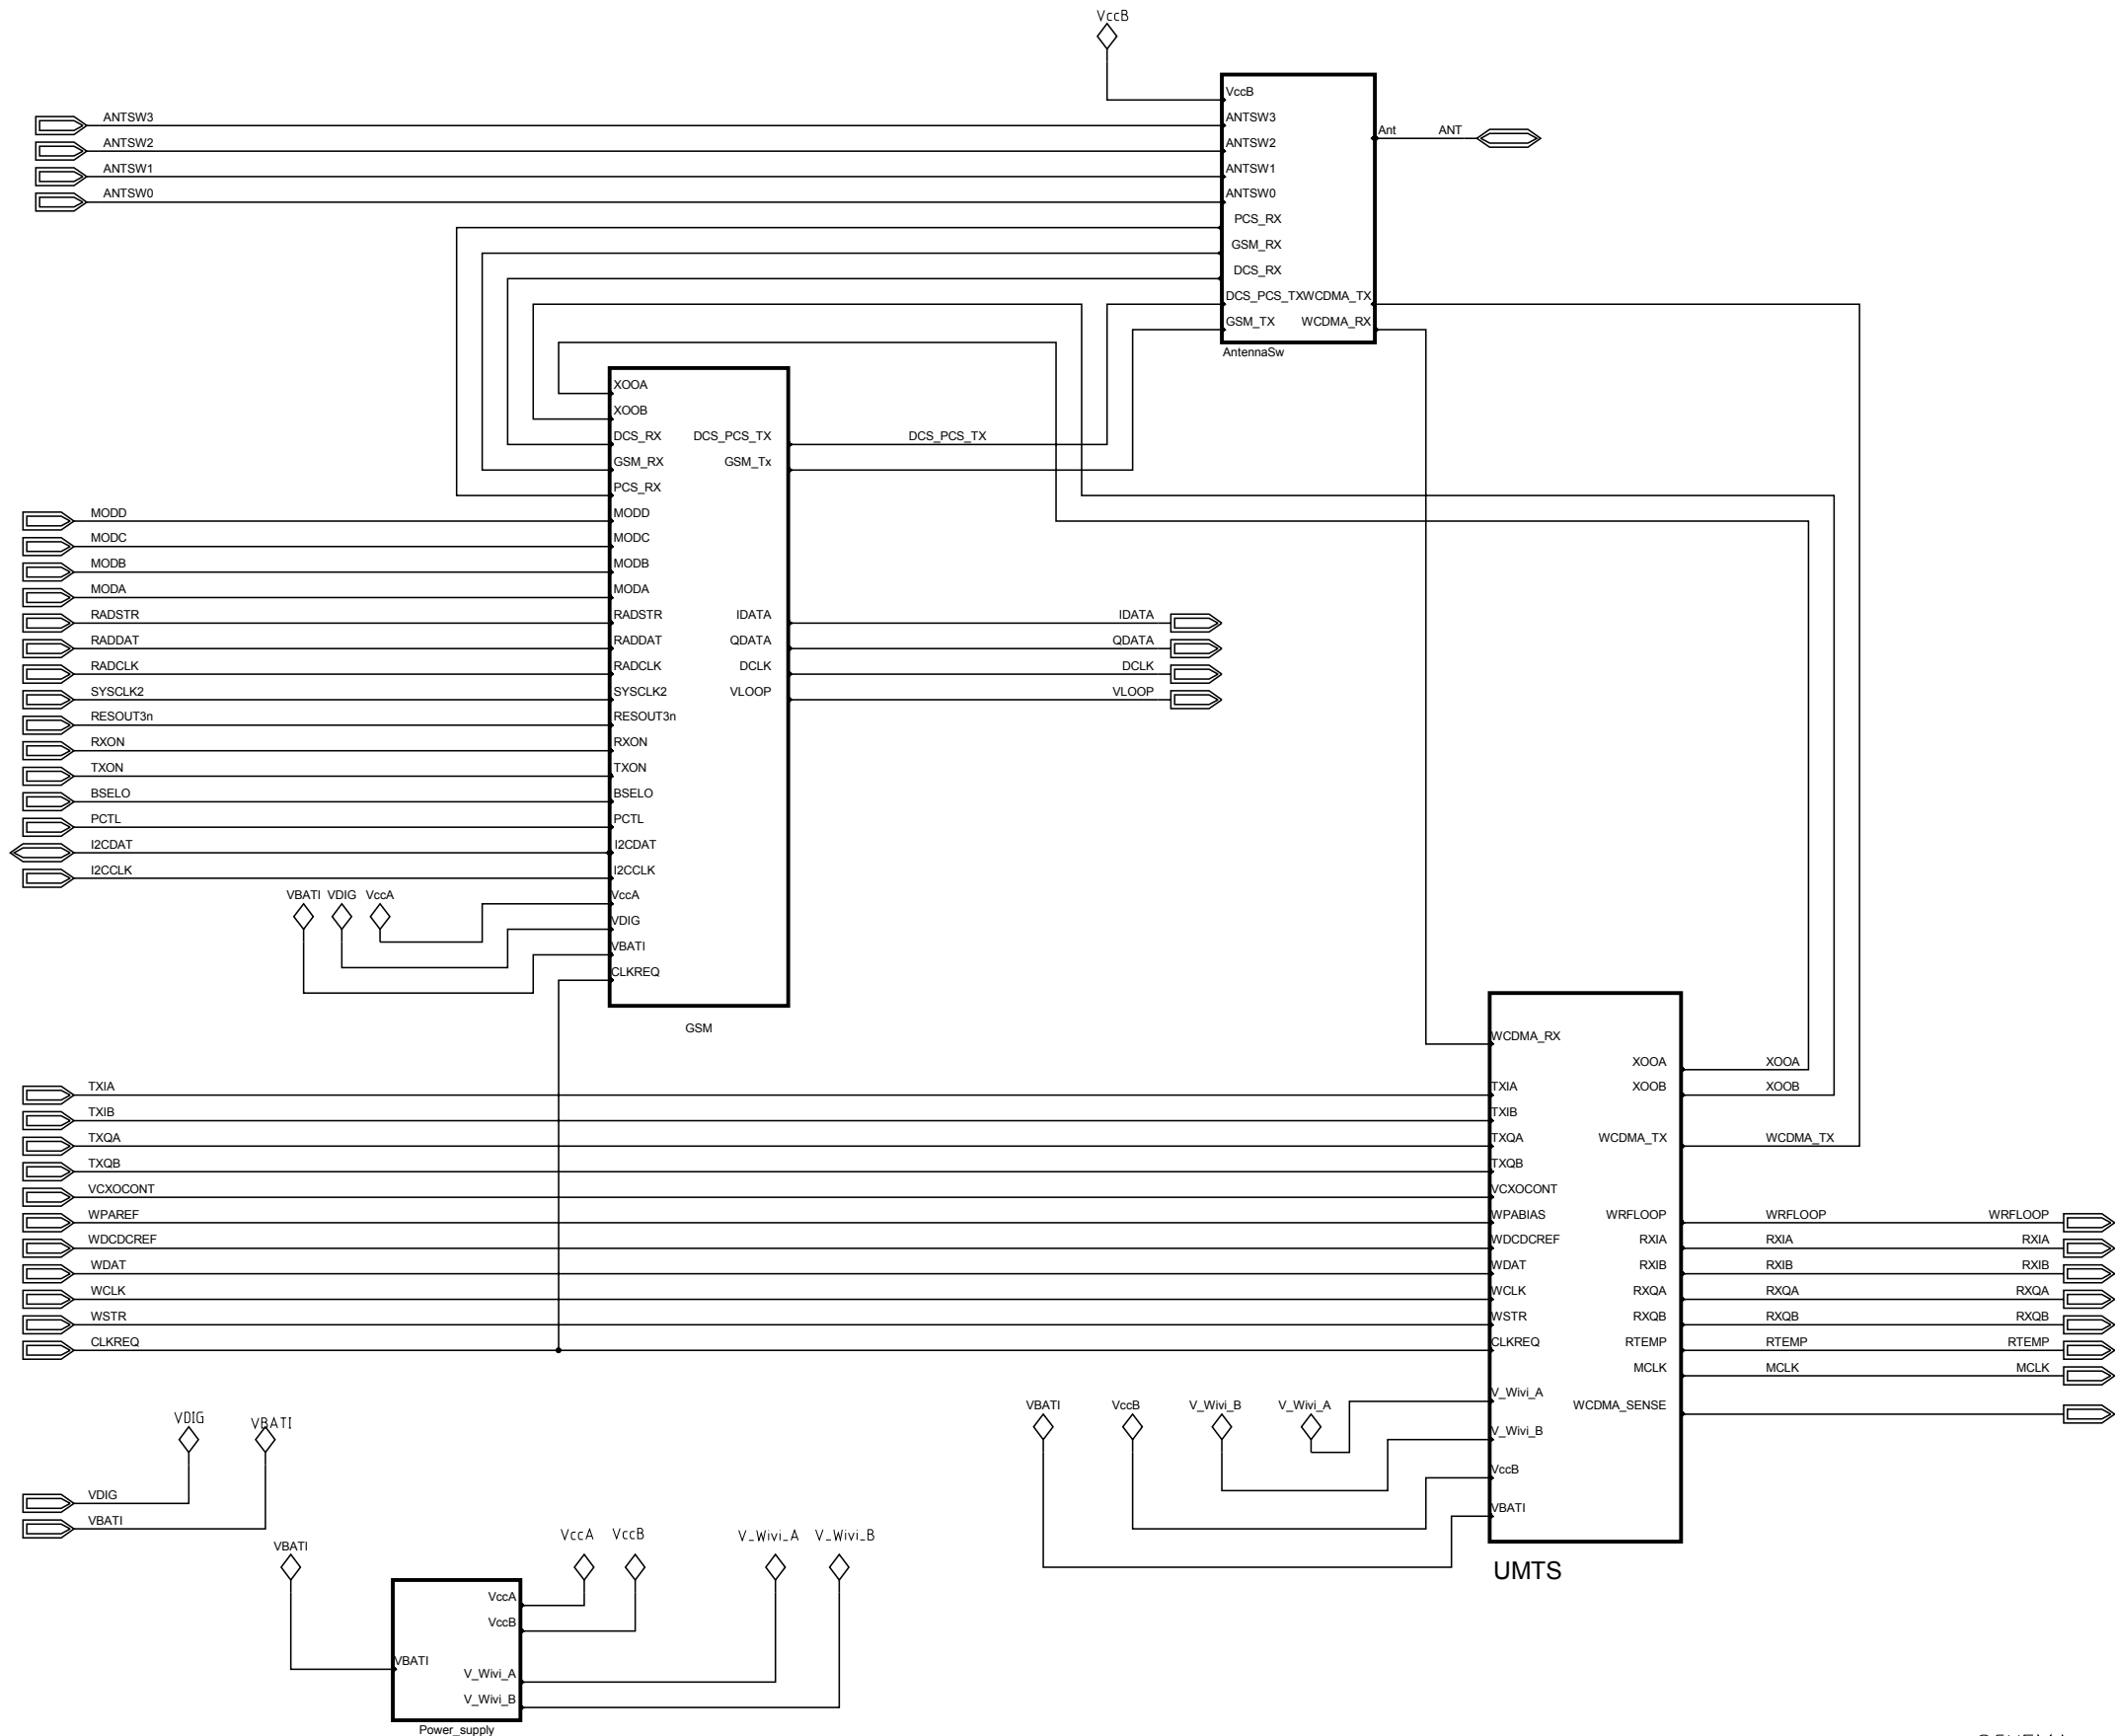 VccB
VccB
ANTSW3 ANTSW3
Ant ANT
ANTSW2 ANTSW2
ANTSW1 ANTSW1
ANTSW0 ANTSW0
PCS_RX
GSM_RX
DCS_RX
DCS_PCS_TX WCDMA_TX
GSM_TX WCDMA_RX
AntennaSw
XOOA
XOOB
DCS_RX DCS_PCS_TX DCS_PCS_TX
GSM_RX GSM_Tx
PCS_RX
MODD MODD
MODC MODC
MODB MODB
MODA MODA
RADSTR RADSTR IDATA IDATA
RADDAT RADDAT QDATA QDATA
RADCLK RADCLK DCLK DCLK
SYSCLK2 SYSCLK2 VLOOP VLOOP
RESOUT3n RESOUT3n
RXON RXON
TXON TXON
BSELO BSELO
PCTL PCTL
I2CDAT I2CDAT
I2CCLK I2CCLK
VBATI VDIG VccA VccA
VDIG
VBATI
CLKREQ
GSM
WCDMA_RX
XOOA XOOA
TXIA TXIA XOOB XOOB
TXIB TXIB
TXQA TXQA WCDMA_TX WCDMA_TX
TXQB TXQB
VCXOCONT VCXOCONT
WPAREF WPABIAS WRFLOOP WRFLOOP WRFLOOP
WDCDCREF WDCDCREF RXIA RXIA RXIA
WDAT WDAT RXIB RXIB RXIB
WCLK WCLK RXQA RXQA RXQA
WSTR WSTR RXQB RXQB RXQB
CLKREQ CLKREQ RTEMP RTEMP RTEMP
MCLK MCLK MCLK
V_Wivi_A
VBATI VccB V_Wivi_B V_Wivi_A WCDMA_SENSE
VDIG VBATI
V_Wivi_B
VccB
VDIG
VBATI VBATI
VccA VccB V_Wivi_A V_Wivi_B
VBATI
UMTS
VccA
VccB
VBATI
V_Wivi_A
V_Wivi_B
Power_supply